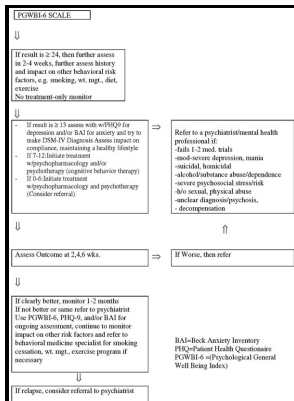 PGWBI-6 SCALE
⇓
If result is ≥ 24, then further assess
in 2-4 weeks, further assess history
and impact on other behavioral risk
factors, e.g. smoking, wt. mgt., diet,
exercise
No treatment-only monitor
⇓
- If result is ≥ 13 assess w/PHQ9 for
depression and/or BAI for anxiety and try to
make DSM-IV Diagnosis Assess impact on
compliance, maintaining a healthy lifestyle
- If 7-12:Initiate treatment
w/psychopharmacology and/or
psychotherapy (cognitive behavior therapy)
- If 0-6:Initiate treatment
w/psychopharmacology and psychotherapy
(Consider referral)
⇒
Refer to a psychiatrist/mental health
professional if:
-fails 1-2 med. trials
-mod-severe depression, mania
-suicidal, homicidal
-alcohol/substance abuse/dependence
-severe psychosocial stress/risk
-h/o sexual, physical abuse
-unclear diagnosis/psychosis,
- decompensation
⇓
⇑
Assess Outcome at 2,4,6 wks.
⇒
If Worse, then refer
⇓
If clearly better, monitor 1-2 months
If not better or same refer to psychiatrist
Use PGWBI-6, PHQ-9, and/or BAI for
ongoing assessment, continue to monitor
impact on other risk factors and refer to
behavioral medicine specialist for smoking
cessation, wt. mgt., exercise program if
necessary
⇓
If relapse, consider referral to psychiatrist
BAI=Beck Anxiety Inventory
PHQ=Patient Health Questionaire
PGWBI-6 =(Psychological General
Well Being Index)